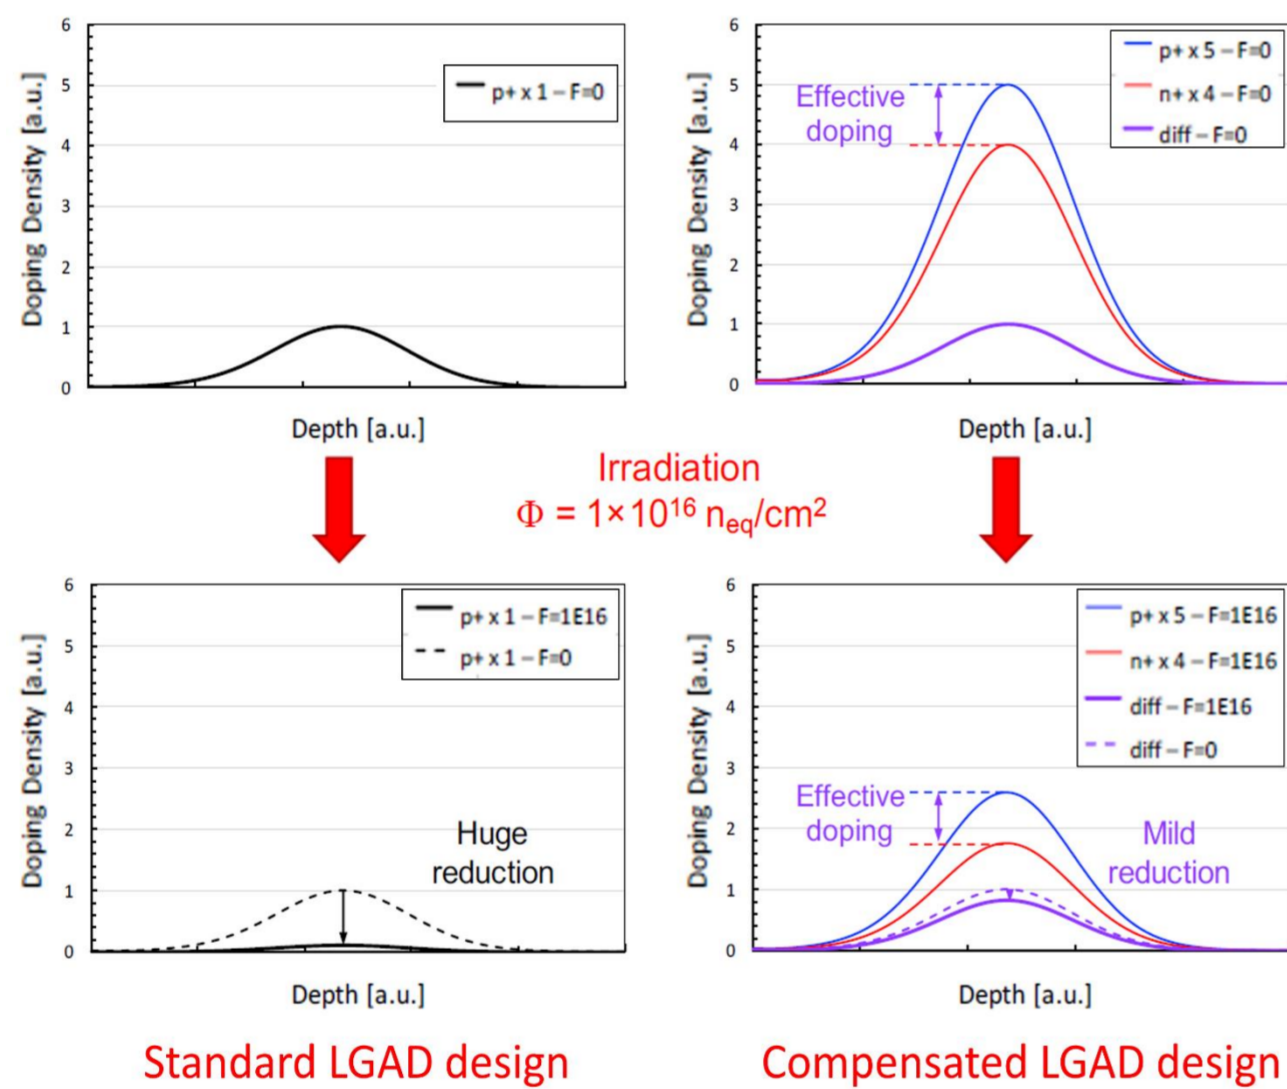 6
5
4
3
2
1
0
Doping Density [a.u.]
p+ x 1 – F=0
Depth [a.u.]
6
5
4
3
2
1
0
Doping Density [a.u.]
p+ x 5 – F=0
n+ x 4 – F=0
diff – F=0
Effective
doping
Depth [a.u.]
Irradiation
Φ = 1×10¹⁶ nₑq/cm²
6
5
4
3
2
1
0
Doping Density [a.u.]
p+ x 1 – F=1E16
p+ x 1 – F=0
Huge
reduction
Depth [a.u.]
6
5
4
3
2
1
0
Doping Density [a.u.]
p+ x 5 – F=1E16
n+ x 4 – F=1E16
diff – F=1E16
diff – F=0
Effective
doping
Mild
reduction
Depth [a.u.]
Standard LGAD design
Compensated LGAD design